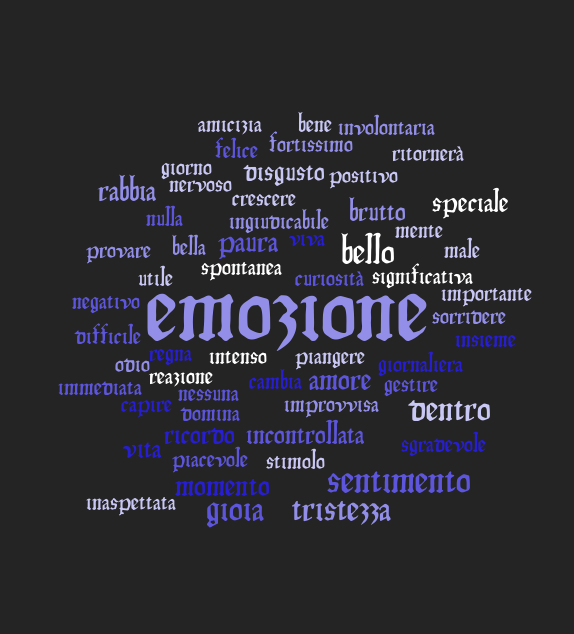 amicizia bene involontaria
felice fortissimo
ritornerà
giorno disgusto positivo
rabbia nervoso
crescere speciale
nulla ingiudicabile brutto
mente
provare bella paura viva bello male
utile spontanea curiosità significativa
negativo emozione importante
sorridere
difficile insieme
odio regna intenso piangere giornaliera
immediata reazione cambia amore gestire
nessuna
capire domina improvvisa dentro
ricordo incontrollata
vita sgradevole
piacevole stimolo
momento sentimento
inaspettata gioia tristezza